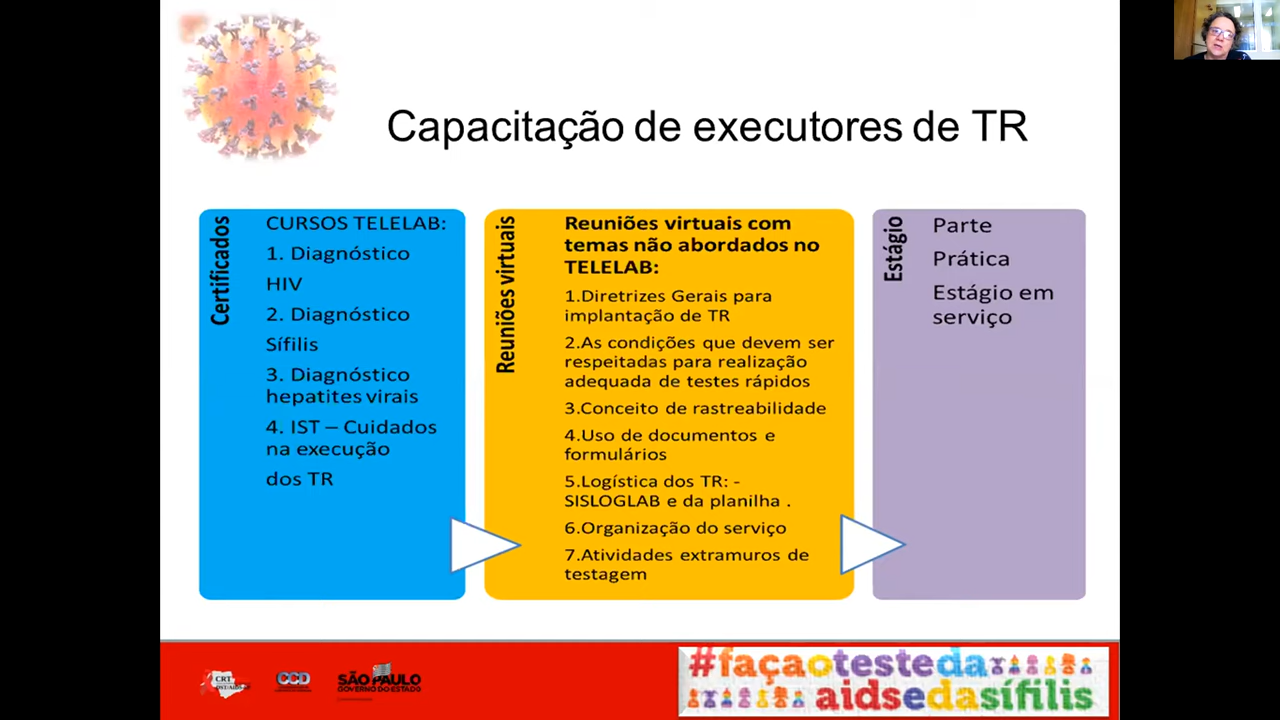 Capacitação de executores de TR
Certificados
CURSOS TELELAB:
1. Diagnóstico
HIV
2. Diagnóstico
Sífilis
3. Diagnóstico
hepatites virais
4. IST – Cuidados
na execução
dos TR
Reuniões virtuais
Reuniões virtuais com
temas não abordados no
TELELAB:
1.Diretrizes Gerais para
implantação de TR
2.As condições que devem ser
respeitadas para realização
adequada de testes rápidos
3.Conceito de rastreabilidade
4.Uso de documentos e
formulários
5.Logística dos TR: -
SISLOGLAB e da planilha .
6.Organização do serviço
7.Atividades extramuros de
testagem
Estágio
Parte
Prática
Estágio em
serviço
CRT
DST/AIDS
CCD
SÃO PAULO
GOVERNO DO ESTADO
#façaotesteda
aidsedasífilis